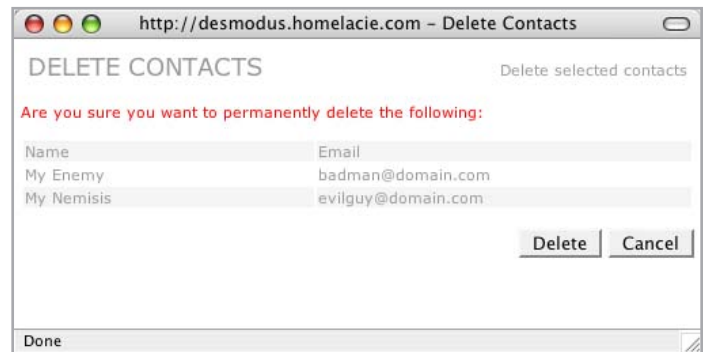 http://desmodus.homelacie.com – Delete Contacts
DELETE CONTACTS Delete selected contacts
Are you sure you want to permanently delete the following:
Name Email
My Enemy badman@domain.com
My Nemisis evilguy@domain.com
Delete Cancel
Done